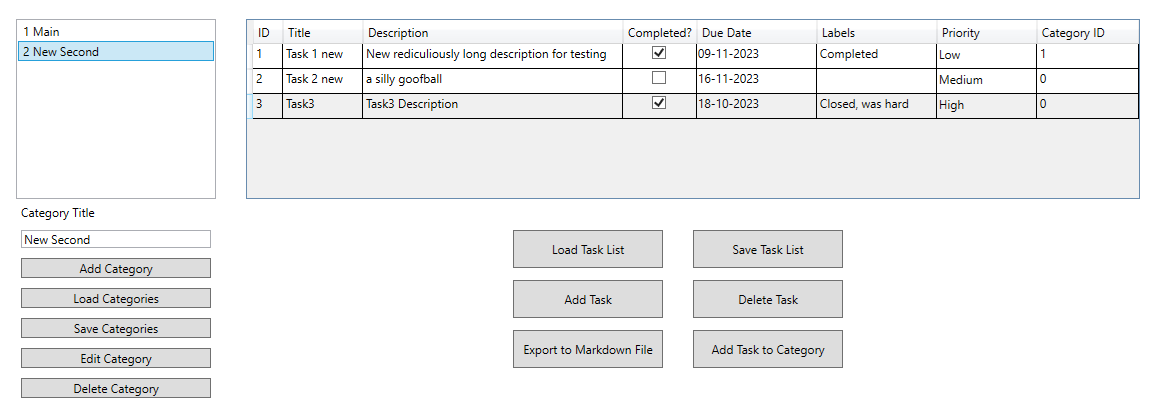 1 Main
2 New Second
ID Title Description Completed? Due Date Labels Priority Category ID
1 Task 1 new New rediculiously long description for testing 09-11-2023 Completed Low 1
2 Task 2 new a silly goofball 16-11-2023 Medium 0
3 Task3 Task3 Description 18-10-2023 Closed, was hard High 0
Category Title
New Second
Add Category
Load Categories
Save Categories
Edit Category
Delete Category
Load Task List Save Task List
Add Task Delete Task
Export to Markdown File Add Task to Category